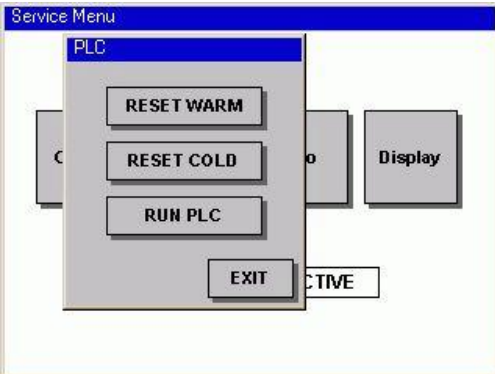 Service Menu
PLC
RESET WARM
RESET COLD
Display
RUN PLC
EXIT